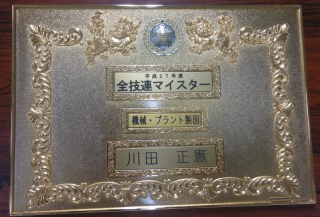 平成27年度
全技連マイスター
機械・プラント製図
川田 正憲